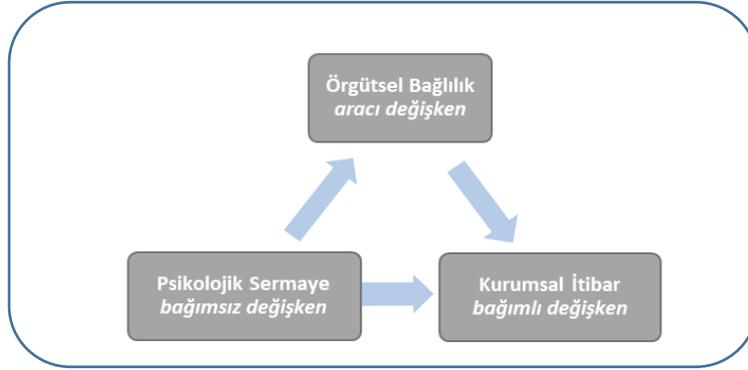 Örgütsel Bağlılık
aracı değişken
Psikolojik Sermaye
bağımsız değişken
Kurumsal İtibar
bağımlı değişken